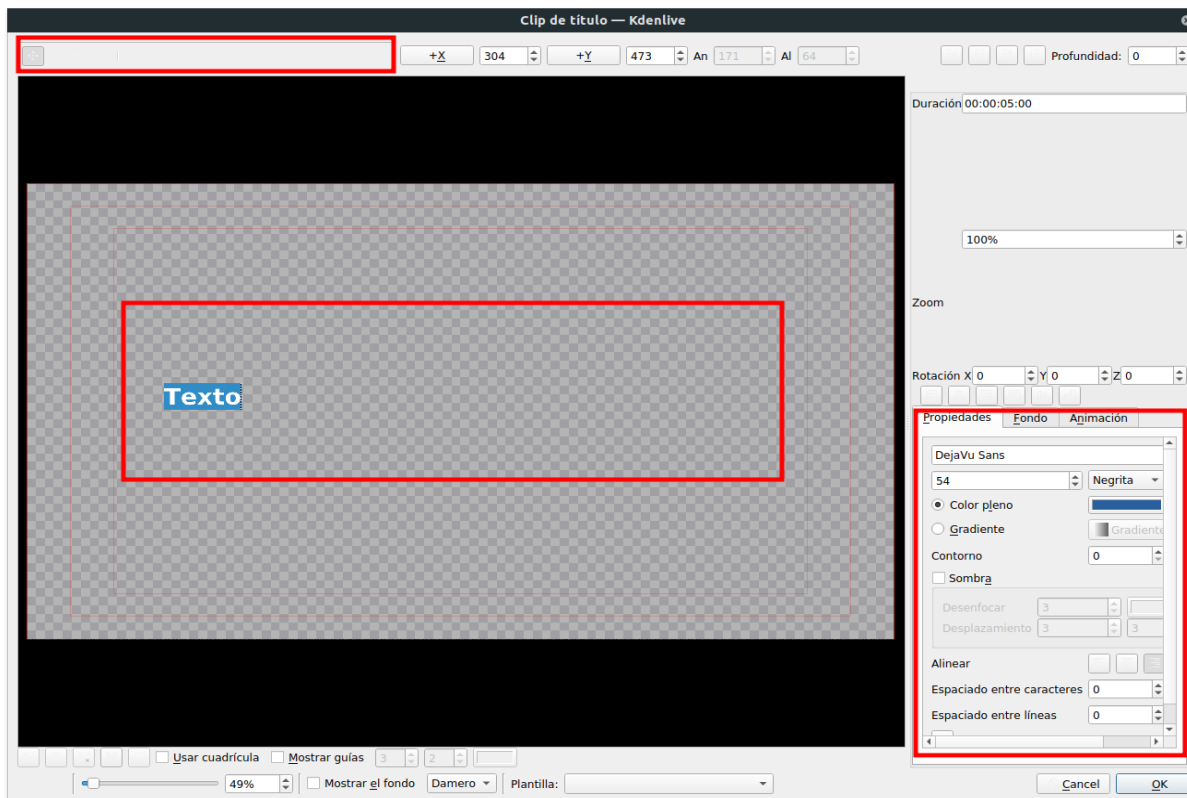 Clip de título — Kdenlive
+X 304 +Y 473 An 171 Al 64 Profundidad: 0
Duración 00:00:05:00
100%
Zoom
Texto
Rotación X 0 Y 0 Z 0
Propiedades Fondo Animación
DejaVu Sans
54 Negrita
Color pleno
Gradiente Gradiente
Contorno 0
Sombra
Desenfocar 3
Desplazamiento 3 3
Alinear
Espaciado entre caracteres 0
Espaciado entre líneas 0
Usar cuadrícula Mostrar guías 3 2
49% Mostrar el fondo Damero Plantilla:
Cancel OK